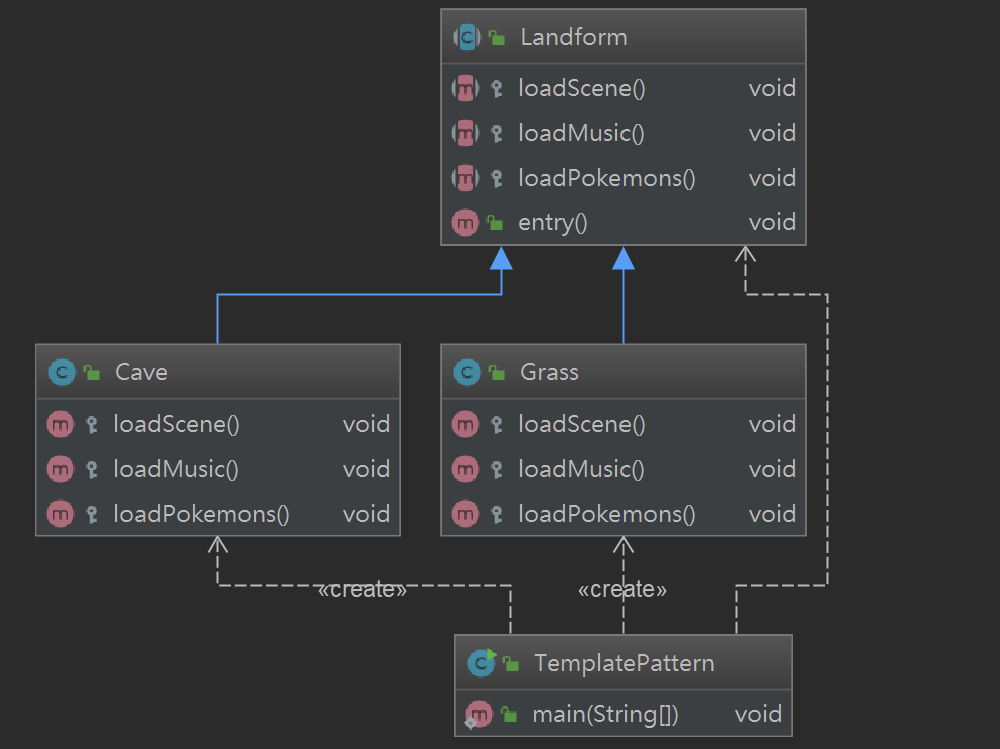 Landform
loadScene() void
loadMusic() void
loadPokemons() void
entry() void
Cave
loadScene() void
loadMusic() void
loadPokemons() void
Grass
loadScene() void
loadMusic() void
loadPokemons() void
«create»
«create»
TemplatePattern
main(String[]) void